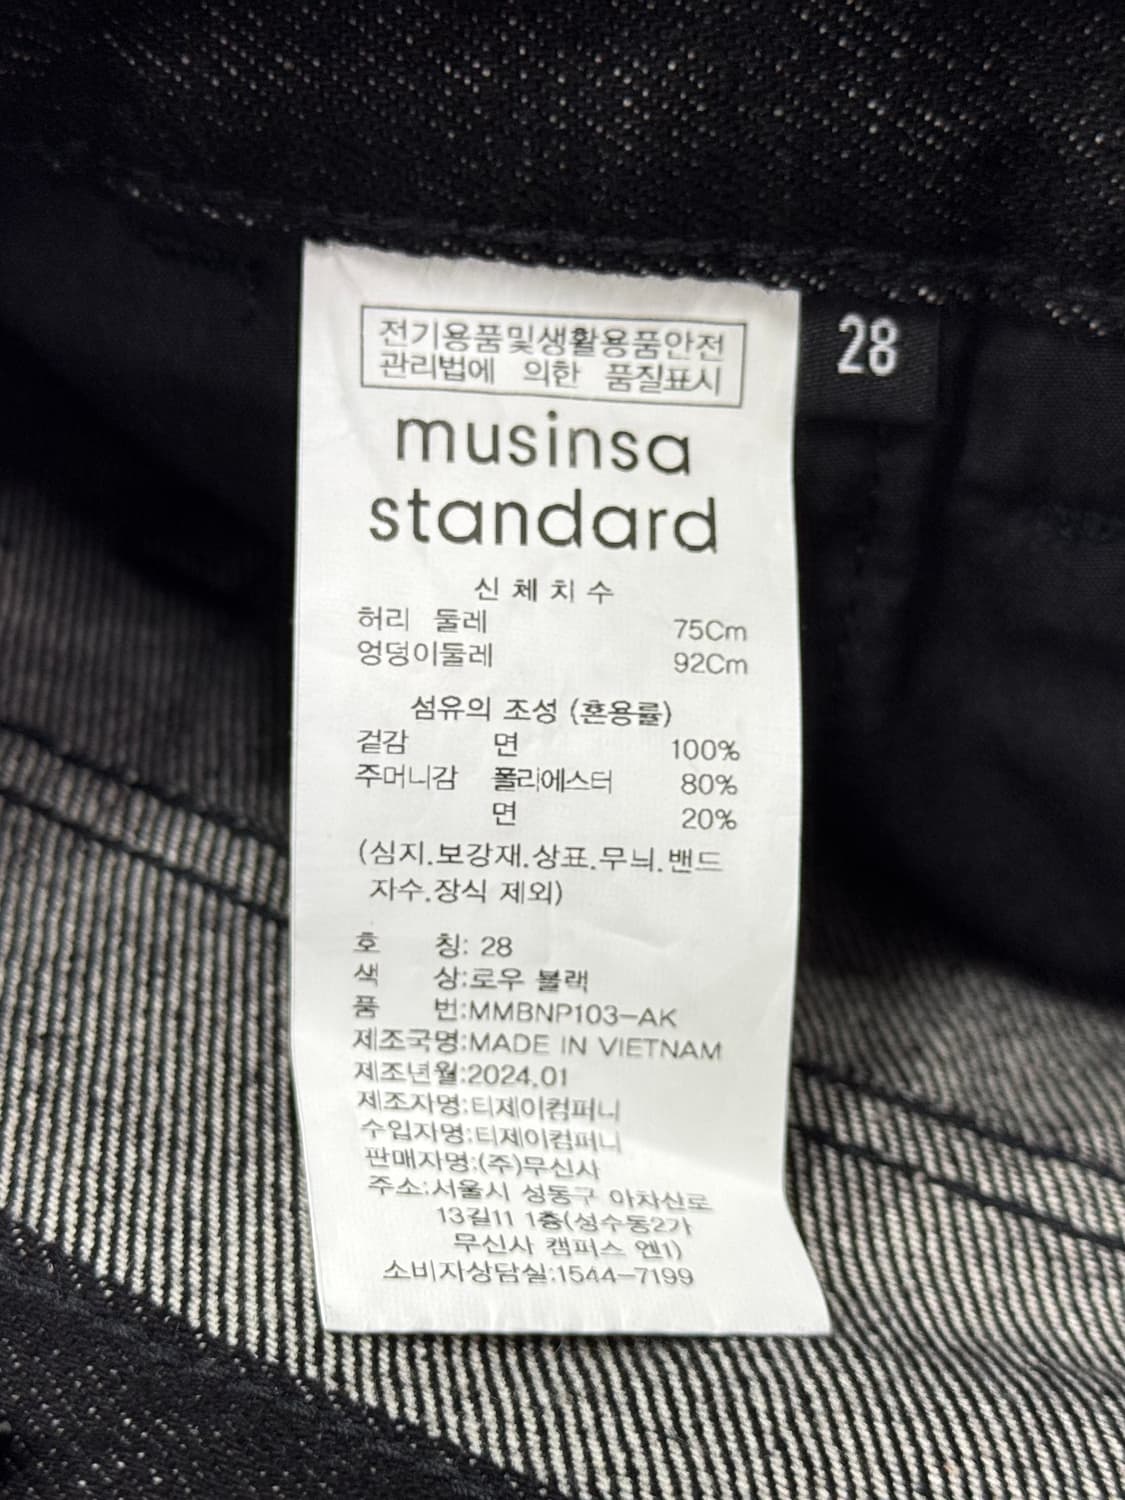 전기용품및생활용품안전
관리법에 의한 품질표시
28
musinsa
standard
신체치수
허리 둘레 75Cm
엉덩이둘레 92Cm
섬유의 조성 (혼용률)
겉감 면 100%
주머니감 폴리에스터 80%
면 20%
(심지.보강재.상표.무늬.밴드
자수.장식 제외)
호 칭: 28
색 상:로우 블랙
품 번:MMBNP103-AK
제조국명:MADE IN VIETNAM
제조년월:2024.01
제조자명:티제이컴퍼니
수입자명:티제이컴퍼니
판매자명:(주)무신사
주소:서울시 성동구 아차산로
13길11 1층(성수동2가
무신사 캠퍼스 엔1)
소비자상담실:1544-7199